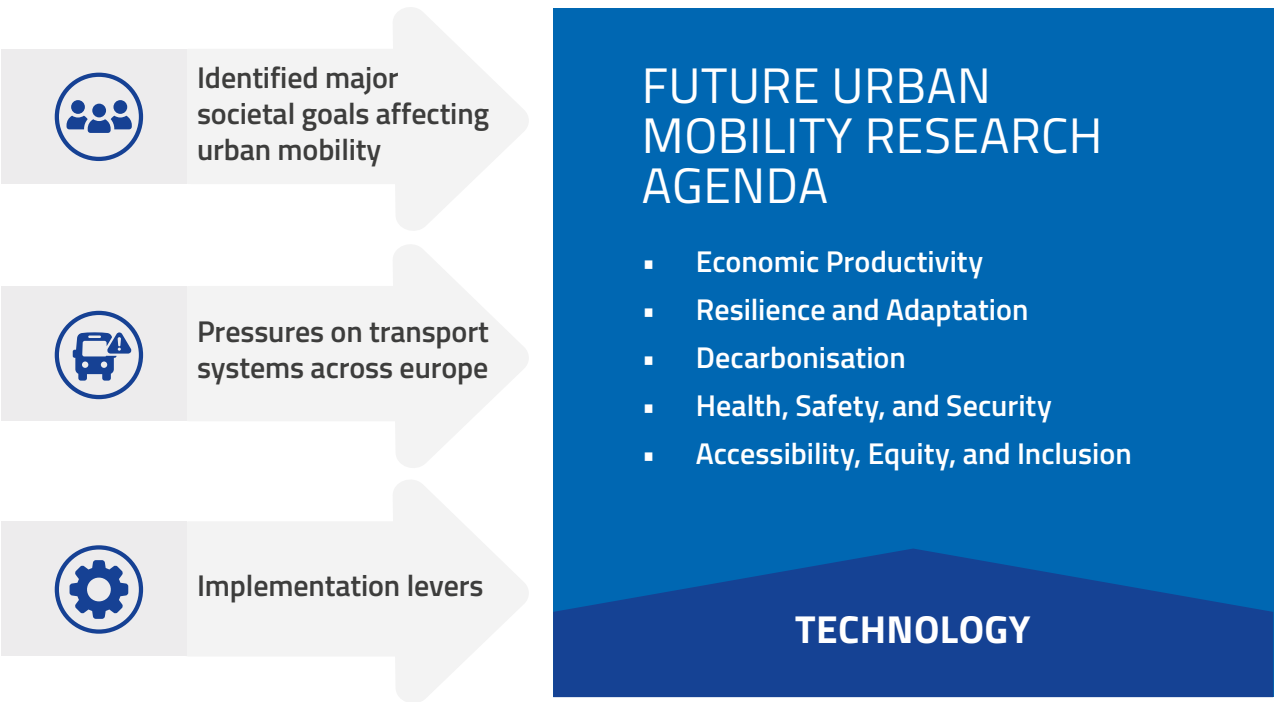 Identified major
societal goals affecting
urban mobility
Pressures on transport
systems across europe
Implementation levers
FUTURE URBAN
MOBILITY RESEARCH
AGENDA
▪ Economic Productivity
▪ Resilience and Adaptation
▪ Decarbonisation
▪ Health, Safety, and Security
▪ Accessibility, Equity, and Inclusion
TECHNOLOGY